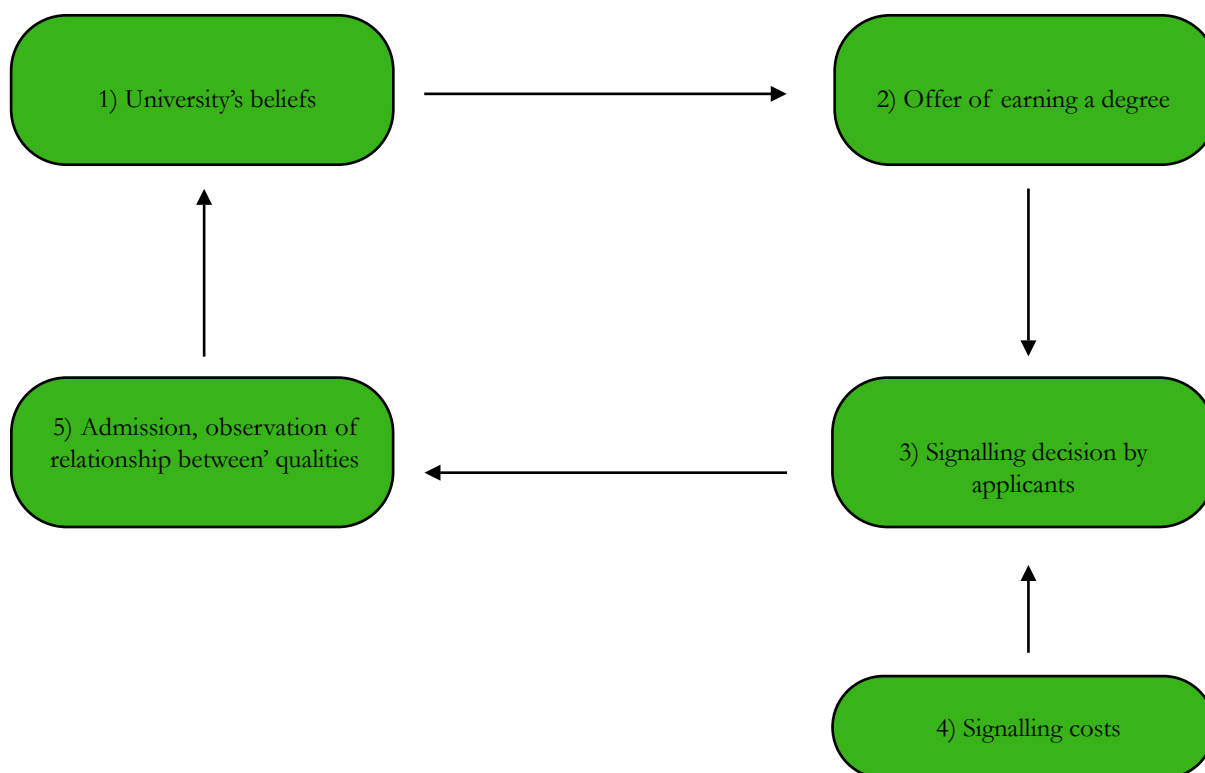 1) University’s beliefs
2) Offer of earning a degree
5) Admission, observation of
relationship between’ qualities
3) Signalling decision by
applicants
4) Signalling costs